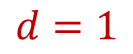 d = 1